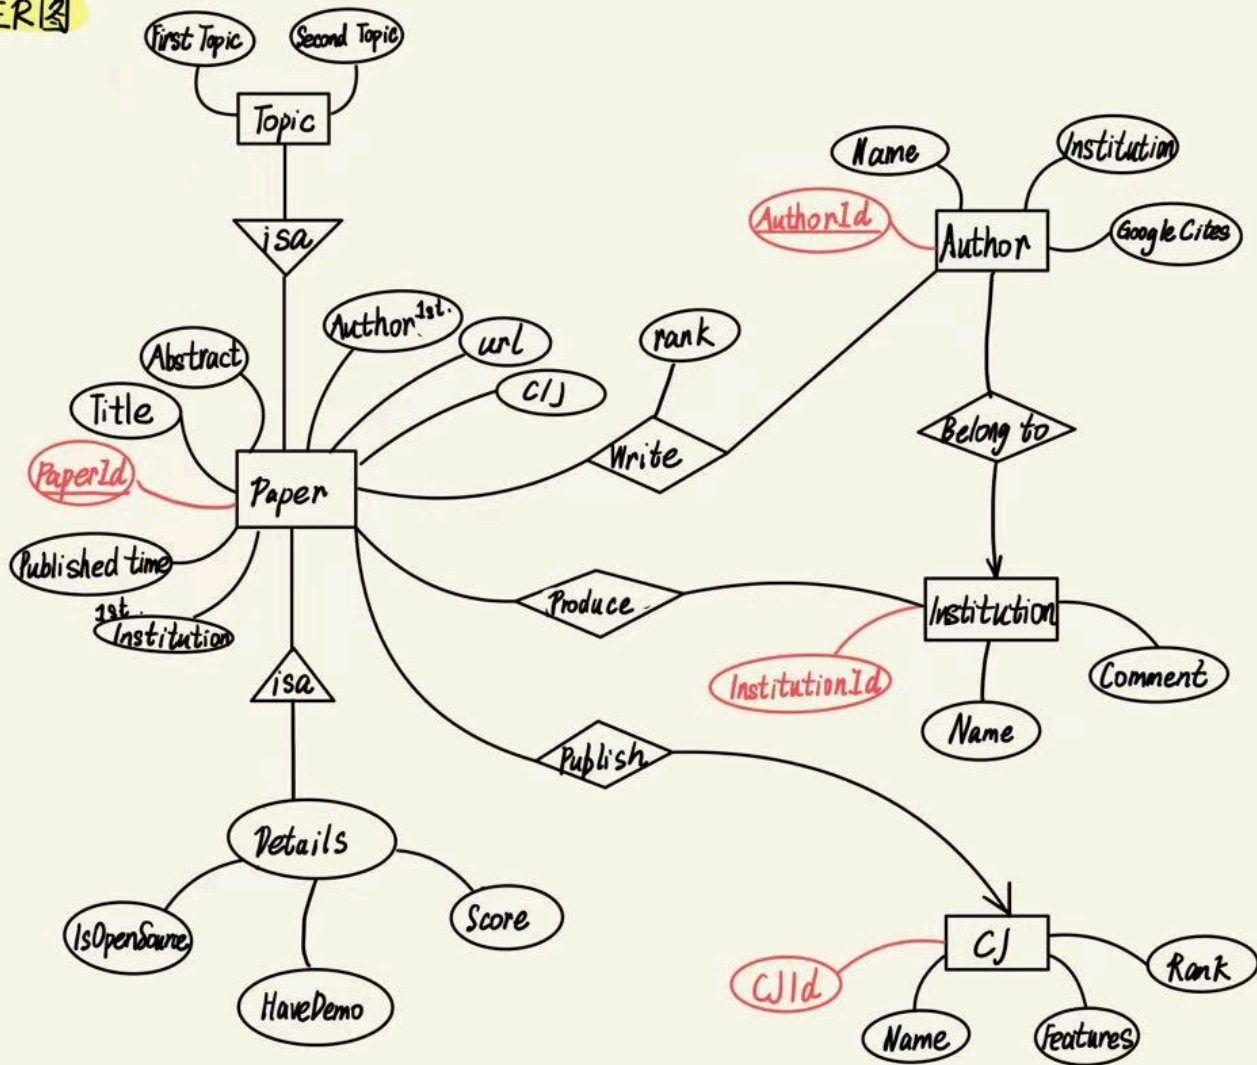 ER图
First Topic
Second Topic
Topic
isa
Name
Institution
AuthorId
Author
Google Cites
Author 1st.
url
rank
Abstract
C/J
Title
Write
Belong to
PaperId
Paper
Published time
1st.
Institution
Produce
Institution
isa
InstitutionId
Comment
Name
Publish
Details
IsOpenSource
Score
HaveDemo
CJ
CJId
Rank
Name
Features